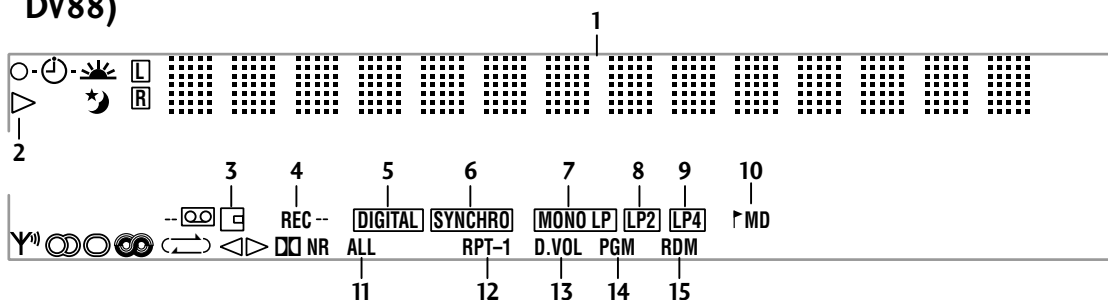 DV88)
1
L
R
2
3 4 5 6 7 8 9 10
-- REC -- DIGITAL SYNCHRO MONO LP LP2 LP4 MD
NR ALL RPT–1 D.VOL PGM RDM
11 12 13 14 15